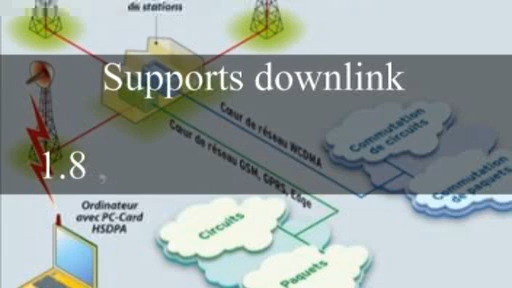 de stations
Supports downlink
1.8 ,
Cœur de réseau WCDMA
Cœur de réseau GSM, GPRS, Edge
Commutation
de circuits
Commutation
de paquets
Ordinateur
avec PC-Card
HSDPA
Circuits
Paquets